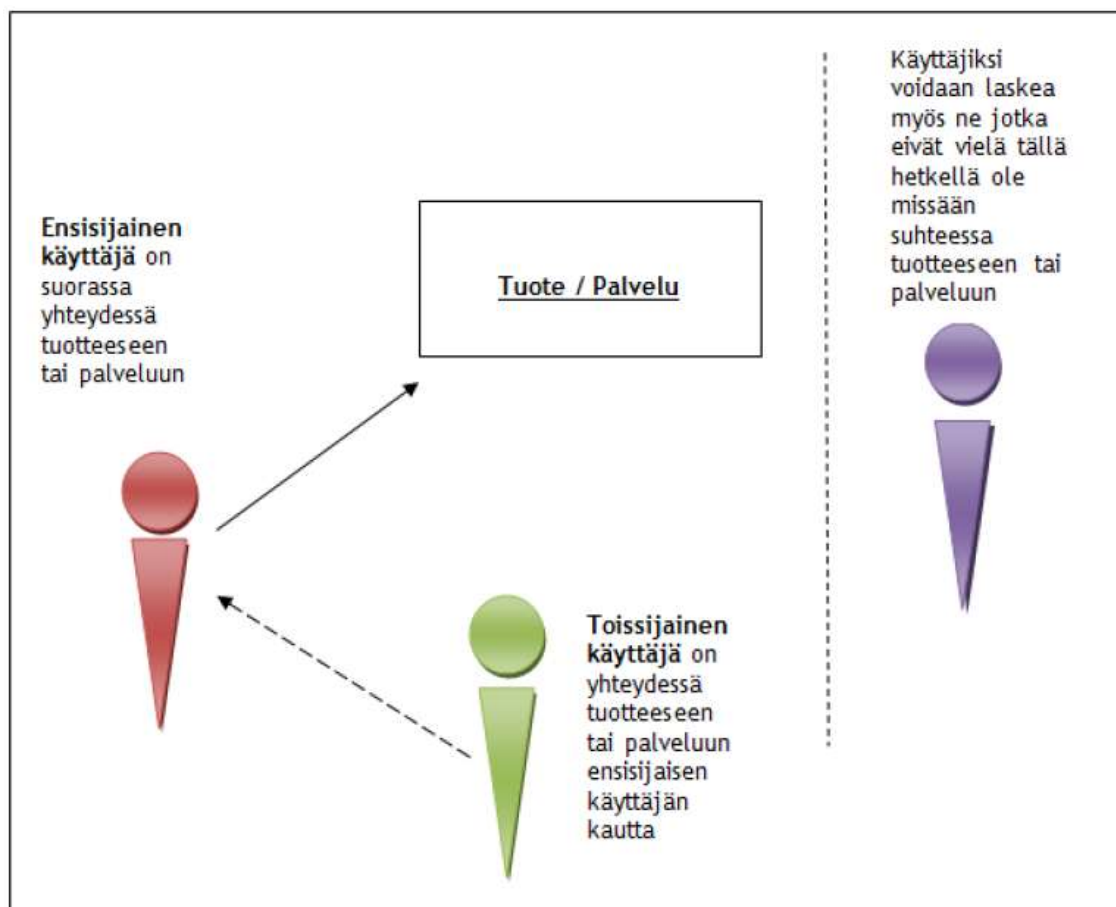 Ensisijainen
käyttäjä on
suorassa
yhteydessä
tuotteeseen
tai palveluun
Tuote / Palvelu
Käyttäjiksi
voidaan laskea
myös ne jotka
eivät vielä tällä
hetkellä ole
missään
suhteessa
tuotteeseen tai
palveluun
Toissijainen
käyttäjä on
yhteydessä
tuotteeseen
tai palveluun
ensisijaisen
käyttäjän
kautta